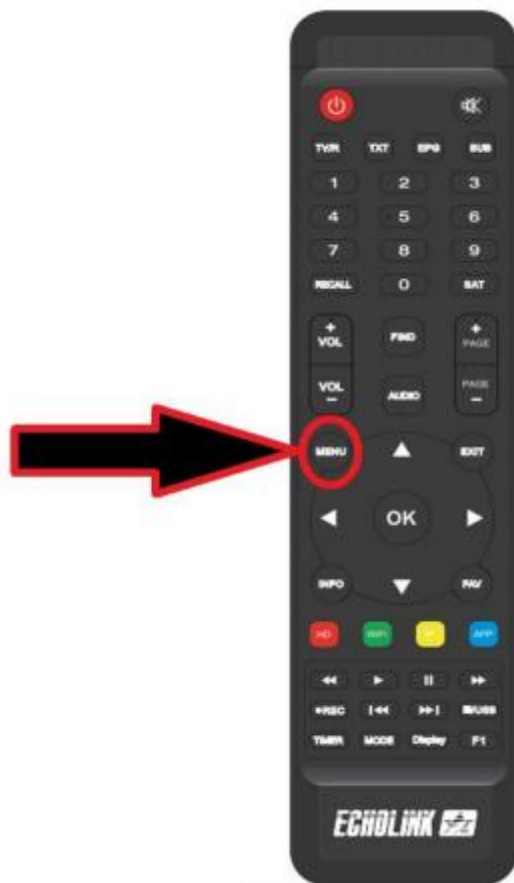 TV/R TXT EPG SUB
1 2 3
4 5 6
7 8 9
RECALL 0 SAT
+ VOL FIND + PAGE
VOL − AUDIO PAGE −
MENU EXIT
OK
INFO FAV
HD WiFi APP
●REC
TIMER MODE Display F1
ECHOLINK